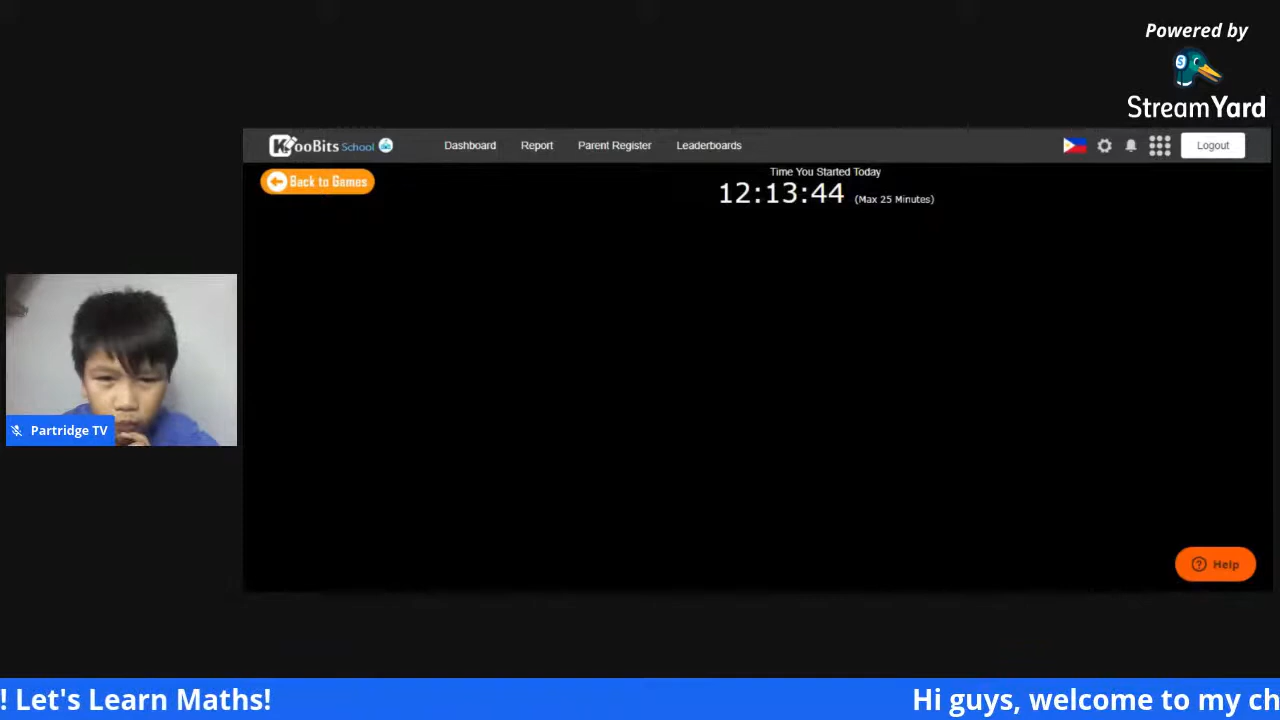 Powered by
StreamYard
KooBits School
Dashboard
Report
Parent Register
Leaderboards
Logout
Back to Games
Time You Started Today
12:13:44 (Max 25 Minutes)
Partridge TV
Help
! Let's Learn Maths!
Hi guys, welcome to my ch